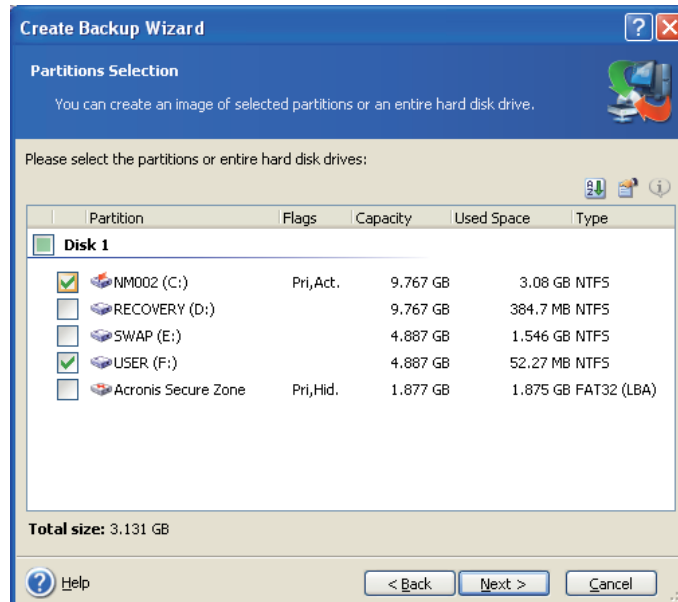 Create Backup Wizard
Partitions Selection
You can create an image of selected partitions or an entire hard disk drive.
Please select the partitions or entire hard disk drives:
Partition Flags Capacity Used Space Type
Disk 1
NM002 (C:) Pri,Act. 9.767 GB 3.08 GB NTFS
RECOVERY (D:) 9.767 GB 384.7 MB NTFS
SWAP (E:) 4.887 GB 1.546 GB NTFS
USER (F:) 4.887 GB 52.27 MB NTFS
Acronis Secure Zone Pri,Hid. 1.877 GB 1.875 GB FAT32 (LBA)
Total size: 3.131 GB
Help < Back Next > Cancel